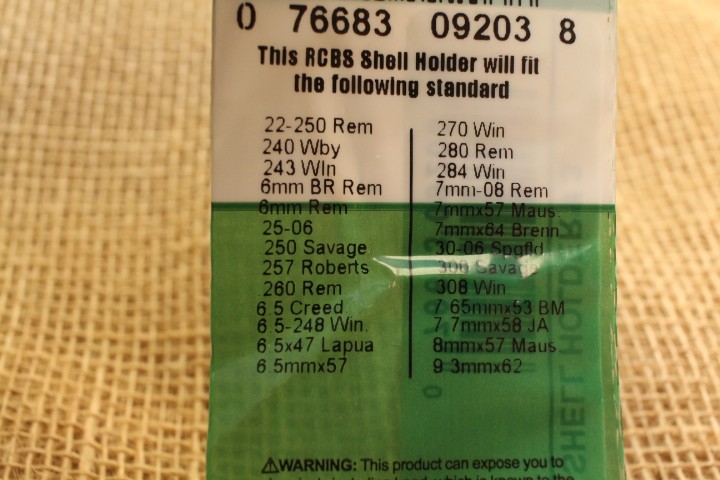 0 76683 09203 8
This RCBS Shell Holder will fit
the following standard
22-250 Rem
240 Wby
243 WIn
6mm BR Rem
6mm Rem
25-06
250 Savage
257 Roberts
260 Rem
6.5 Creed.
6.5-248 Win.
6.5x47 Lapua
6.5mmx57
270 Win
280 Rem
284 Win
7mm-08 Rem
7mmx57 Maus.
7mmx64 Brenn
30-06 Spgfld
300 Savage
308 Win
7.65mmx53 BM
7.7mmx58 JA
8mmx57 Maus.
9.3mmx62
⚠WARNING: This product can expose you to
SHELL HOLDER